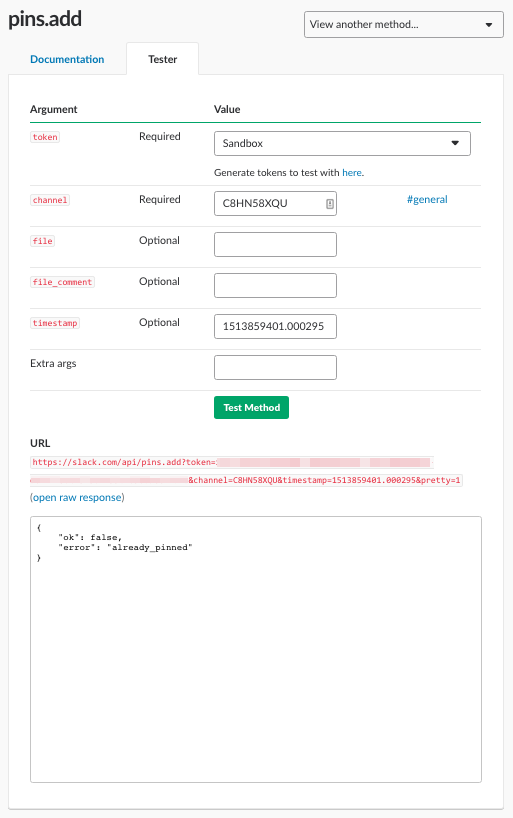 pins.add
View another method...
Documentation
Tester
Argument Value
token Required Sandbox
Generate tokens to test with here.
channel Required C8HN58XQU #general
file Optional
file_comment Optional
timestamp Optional 1513859401.000295
Extra args
Test Method
URL
https://slack.com/api/pins.add?token=
&channel=C8HN58XQU&timestamp=1513859401.000295&pretty=1
(open raw response)
{
"ok": false,
"error": "already_pinned"
}